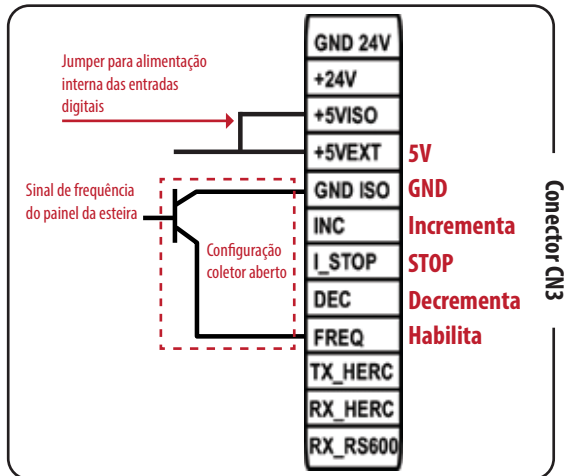 GND 24V
Jumper para alimentação
interna das entradas
digitais
+24V
+5VISO
+5VEXT 5V
Sinal de frequência
do painel da esteira
GND ISO GND
INC Incrementa
Configuração
coletor aberto
I_STOP STOP
DEC Decrementa
FREQ Habilita
TX_HERC
RX_HERC
RX_RS600
Conector CN3